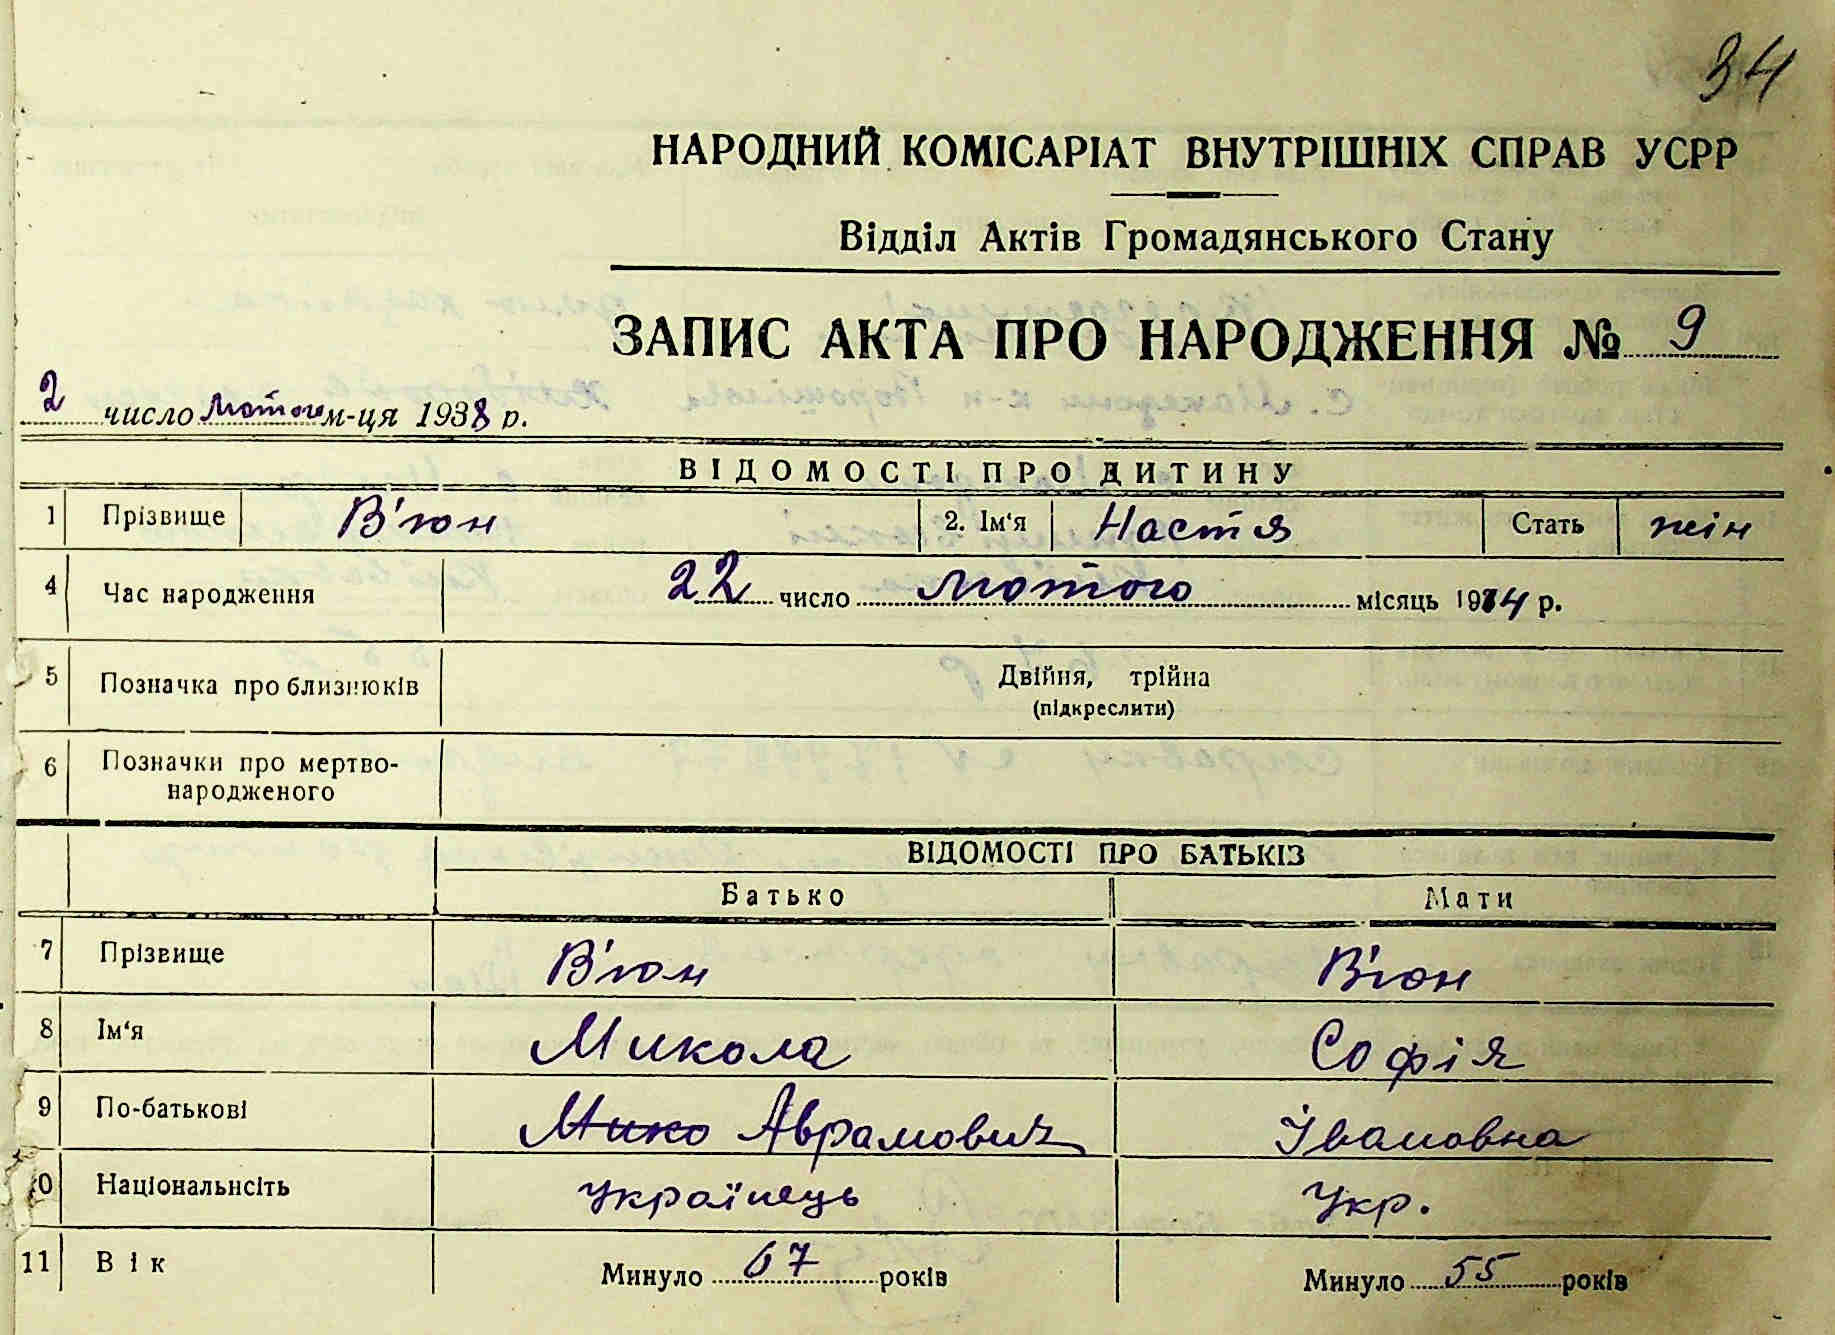 34
НАРОДНИЙ КОМІСАРІАТ ВНУТРІШНІХ СПРАВ УСРР
Відділ Актів Громадянського Стану
ЗАПИС АКТА ПРО НАРОДЖЕННЯ № 9
2 число Лютого м-ця 1938 р.
ВІДОМОСТІ ПРО ДИТИНУ
1 Прізвище В'юн 2. Ім'я Настя Стать жін
4 Час народження 22 число Лютого місяць 1914 р.
5 Позначка про близнюків Двійня, трійна
(підкреслити)
6 Позначки про мертво-
народженого
ВІДОМОСТІ ПРО БАТЬКІВ
Батько Мати
7 Прізвище В'юн В'юн
8 Ім'я Микола Софія
9 По-батькові Мико Аврамович Івановна
10 Національнсіть Українець Укр.
11 Вік Минуло 67 років Минуло 55 років